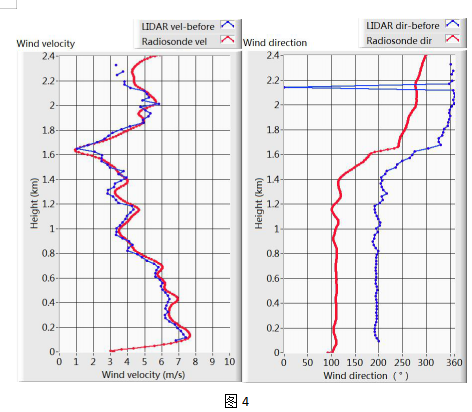 LIDAR vel-before
Radiosonde vel
Wind velocity
Height (km)
2.4
2.2
2
1.8
1.6
1.4
1.2
1
0.8
0.6
0.4
0.2
0
0 1 2 3 4 5 6 7 8 9 10
Wind velocity (m/s)
LIDAR dir-before
Radiosonde dir
Wind direction
Height (km)
2.4
2.2
2
1.8
1.6
1.4
1.2
1
0.8
0.6
0.4
0.2
0
0 50 100 150 200 250 300 360
Wind direction ( ° )
图 4